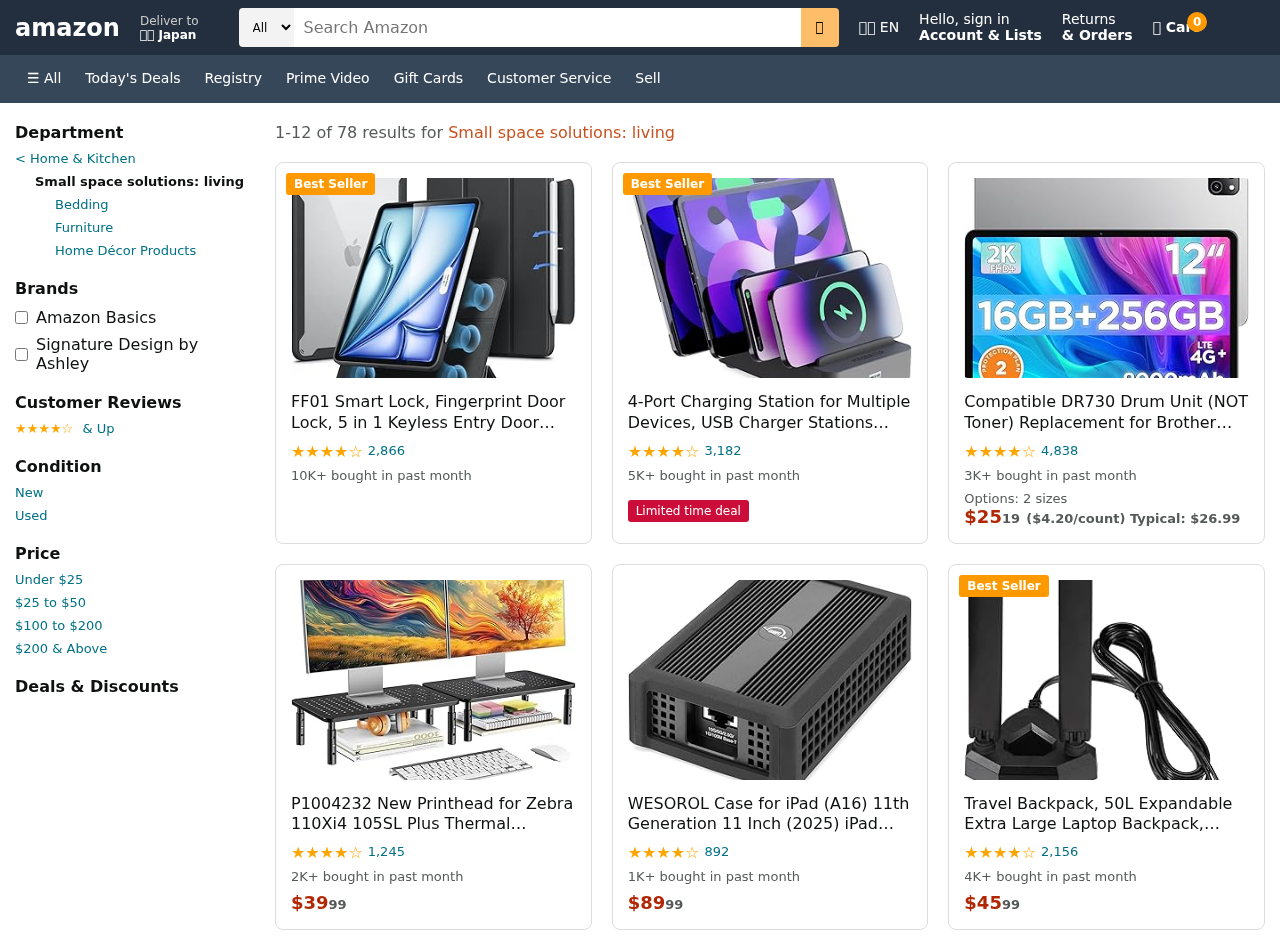 amazon
Deliver to
Japan
All
Search Amazon
EN
Hello, sign in
Account & Lists
Returns
& Orders
0
☰ All
Today's Deals
Registry
Prime Video
Gift Cards
Customer Service
Sell
Department
< Home & Kitchen
Small space solutions: living
Bedding
Furniture
Home Décor Products
Brands
Amazon Basics
Signature Design by
Ashley
Customer Reviews
★★★★☆ & Up
Condition
New
Used
Price
Under $25
$25 to $50
$100 to $200
$200 & Above
Deals & Discounts
1-12 of 78 results for Small space solutions: living
Best Seller
FF01 Smart Lock, Fingerprint Door
Lock, 5 in 1 Keyless Entry Door...
★★★★☆ 2,866
10K+ bought in past month
Best Seller
4-Port Charging Station for Multiple
Devices, USB Charger Stations...
★★★★☆ 3,182
5K+ bought in past month
Limited time deal
2K
FHD+
12“
16GB+256GB
LTE
4G+
PROTECTION PLAN
2
8000mAh
Compatible DR730 Drum Unit (NOT
Toner) Replacement for Brother...
★★★★☆ 4,838
3K+ bought in past month
Options: 2 sizes
$2519 ($4.20/count) Typical: $26.99
P1004232 New Printhead for Zebra
110Xi4 105SL Plus Thermal...
★★★★☆ 1,245
2K+ bought in past month
$3999
WESOROL Case for iPad (A16) 11th
Generation 11 Inch (2025) iPad...
★★★★☆ 892
1K+ bought in past month
$8999
Best Seller
Travel Backpack, 50L Expandable
Extra Large Laptop Backpack,...
★★★★☆ 2,156
4K+ bought in past month
$4599